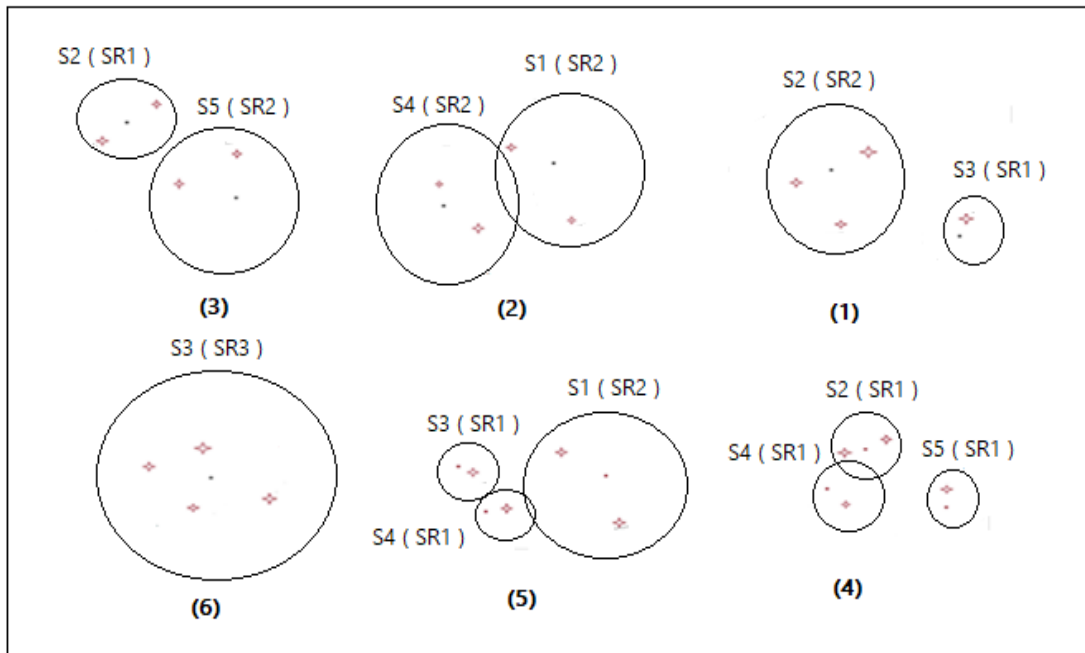 S2 ( SR1 )
S5 ( SR2 )
(3)
S1 ( SR2 )
S4 ( SR2 )
(2)
S2 ( SR2 )
S3 ( SR1 )
(1)
S3 ( SR3 )
(6)
S1 ( SR2 )
S3 ( SR1 )
S4 ( SR1 )
(5)
S2 ( SR1 )
S4 ( SR1 )
S5 ( SR1 )
(4)